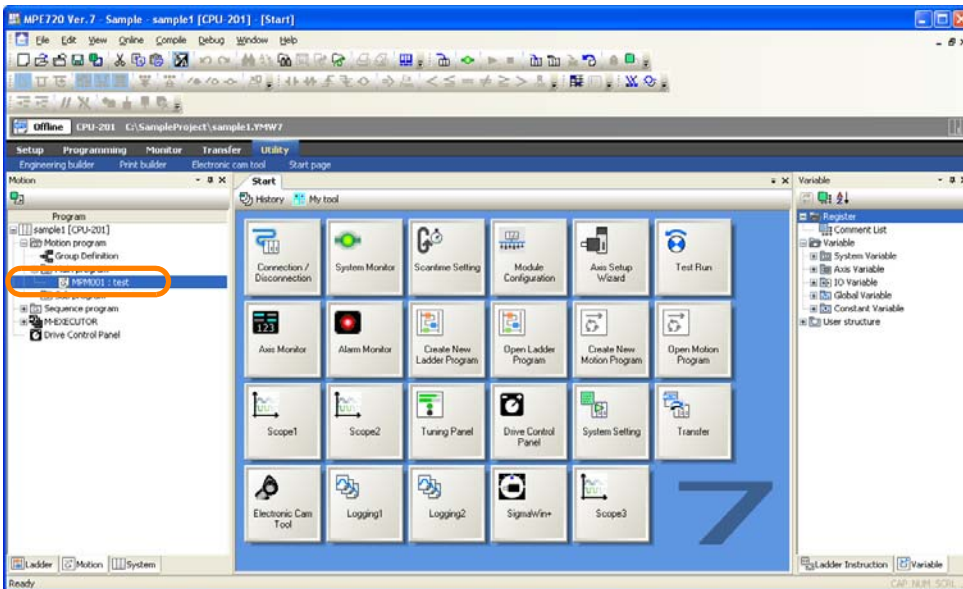 MPE720 Ver.7 - Sample - sample1 [CPU-201] - [Start]
File Edit View Online Compile Debug Window Help
Offline CPU-201 C:\SampleProject\sample1.YMW7
Setup Programming Monitor Transfer Utility
Engineering builder Print builder Electronic cam tool Start page
Motion
Program
sample1 [CPU-201]
Motion program
Group Definition
Main program
MPM001 : test
Sub program
Sequence program
M-EXECUTOR
Drive Control Panel
Ladder Motion System
Start
History My tool
Connection / Disconnection
System Monitor
Scantime Setting
Module Configuration
Axis Setup Wizard
Test Run
Axis Monitor
Alarm Monitor
Create New Ladder Program
Open Ladder Program
Create New Motion Program
Open Motion Program
Scope1
Scope2
Tuning Panel
Drive Control Panel
System Setting
Transfer
Electronic Cam Tool
Logging1
Logging2
SigmaWin+
Scope3
7
Variable
Register
Comment List
Variable
System Variable
Axis Variable
IO Variable
Global Variable
Constant Variable
User structure
Ladder Instruction Variable
Ready
CAP NUM SCRL